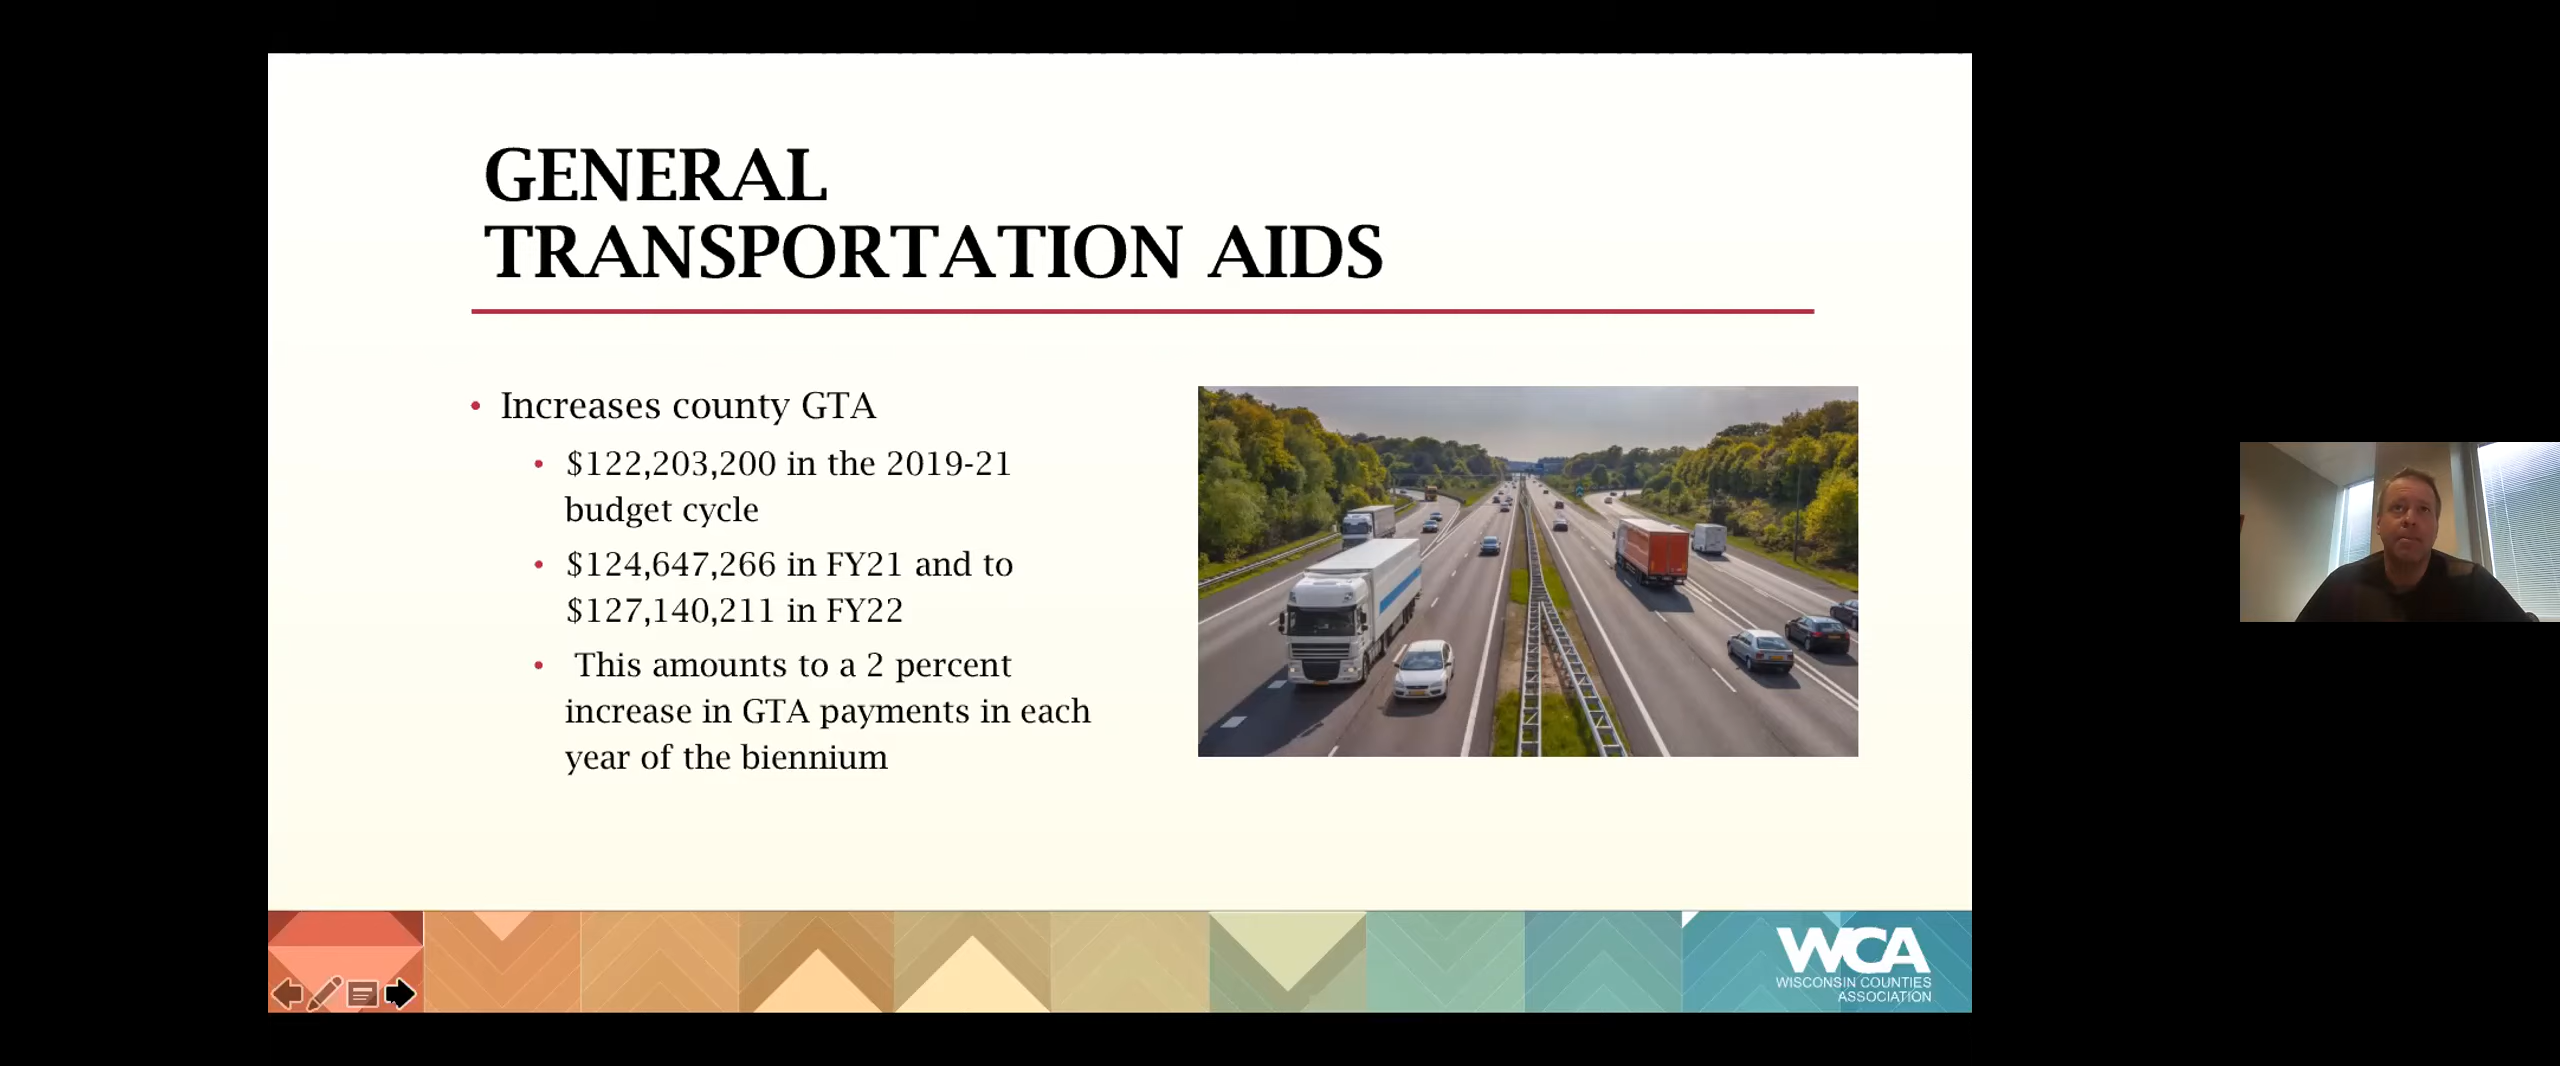 GENERAL
TRANSPORTATION AIDS
• Increases county GTA
• $122,203,200 in the 2019-21
budget cycle
• $124,647,266 in FY21 and to
$127,140,211 in FY22
• This amounts to a 2 percent
increase in GTA payments in each
year of the biennium
WCA
WISCONSIN COUNTIES
ASSOCIATION